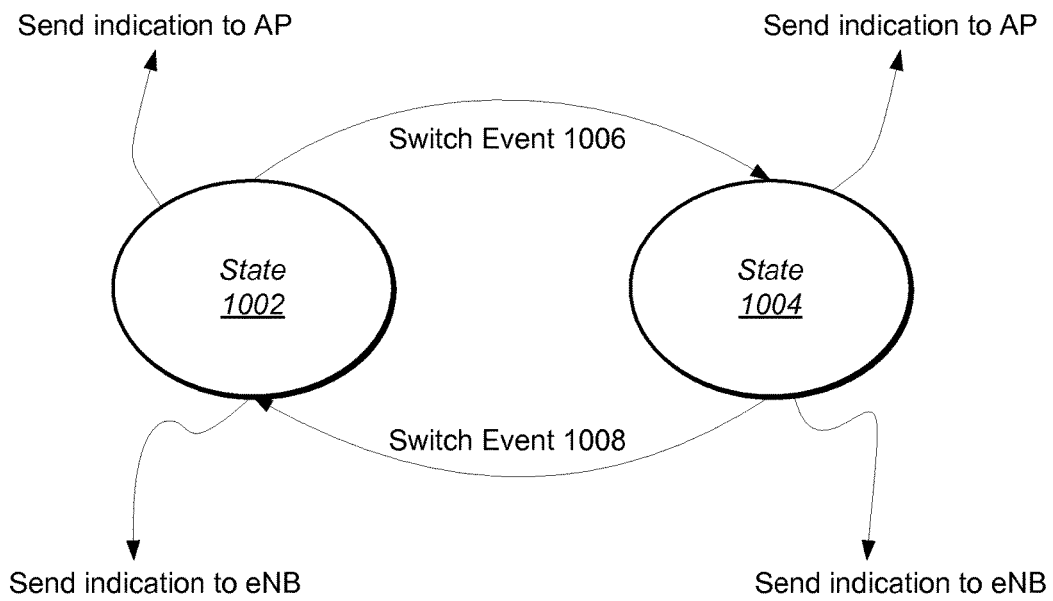 Send indication to AP
Send indication to AP
Switch Event 1006
State
1002
State
1004
Switch Event 1008
Send indication to eNB
Send indication to eNB